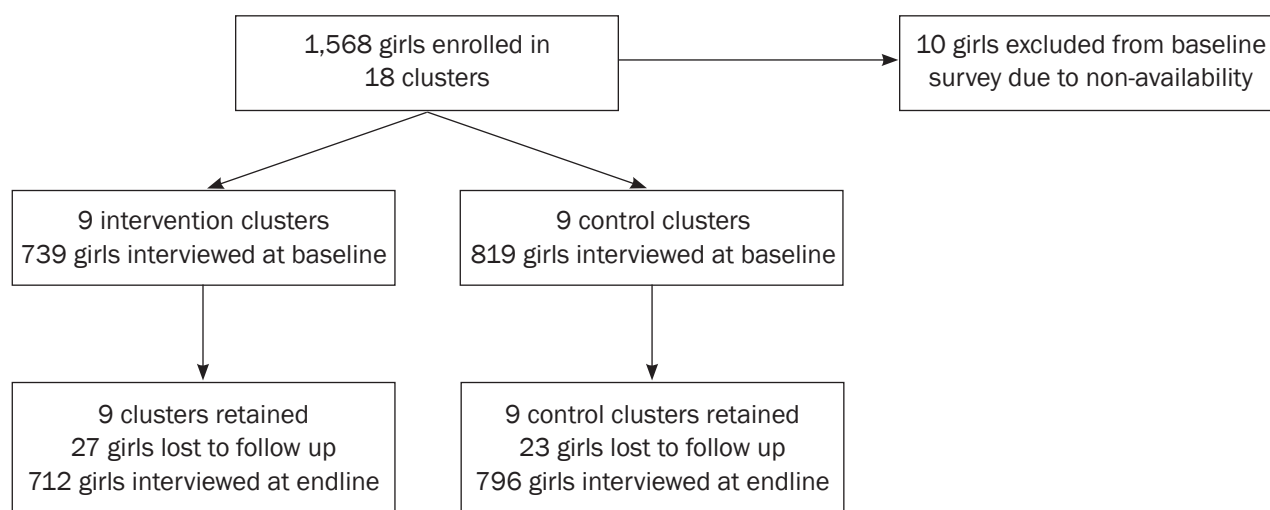 1,568 girls enrolled in
18 clusters
10 girls excluded from baseline
survey due to non-availability
9 intervention clusters
739 girls interviewed at baseline
9 control clusters
819 girls interviewed at baseline
9 clusters retained
27 girls lost to follow up
712 girls interviewed at endline
9 control clusters retained
23 girls lost to follow up
796 girls interviewed at endline